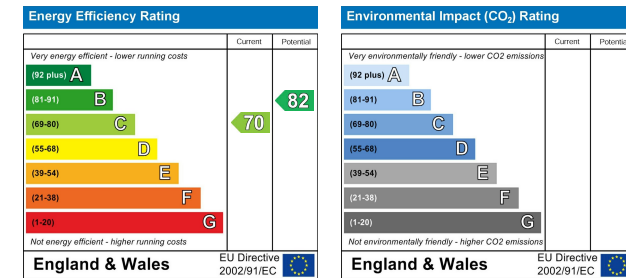 Energy Efficiency Rating
Current Potential
Very energy efficient - lower running costs
(92 plus) A
(81-91) B
82
(69-80) C
70
(55-68) D
(39-54) E
(21-38) F
(1-20) G
Not energy efficient - higher running costs
England & Wales
EU Directive
2002/91/EC
Environmental Impact (CO₂) Rating
Current Potential
Very environmentally friendly - lower CO2 emissions
(92 plus) A
(81-91) B
(69-80) C
(55-68) D
(39-54) E
(21-38) F
(1-20) G
Not environmentally friendly - higher CO2 emissions
England & Wales
EU Directive
2002/91/EC